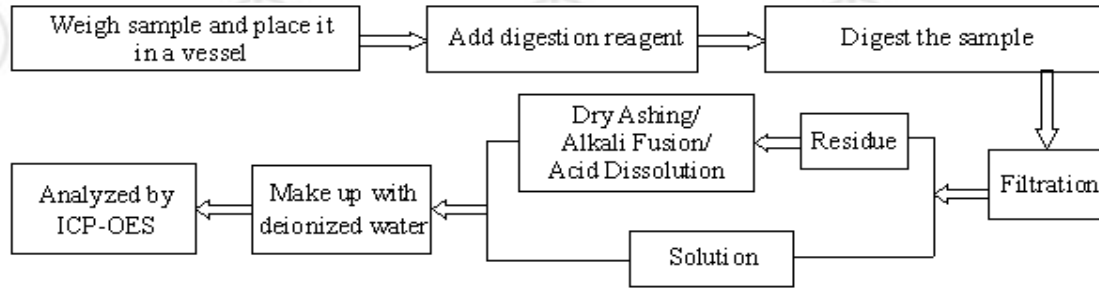 Weigh sample and place it
in a vessel
Add digestion reagent
Digest the sample
Dry Ashing/
Alkali Fusion/
Acid Dissolution
Residue
Filtration
Analyzed by
ICP-OES
Make up with
deionized water
Solution